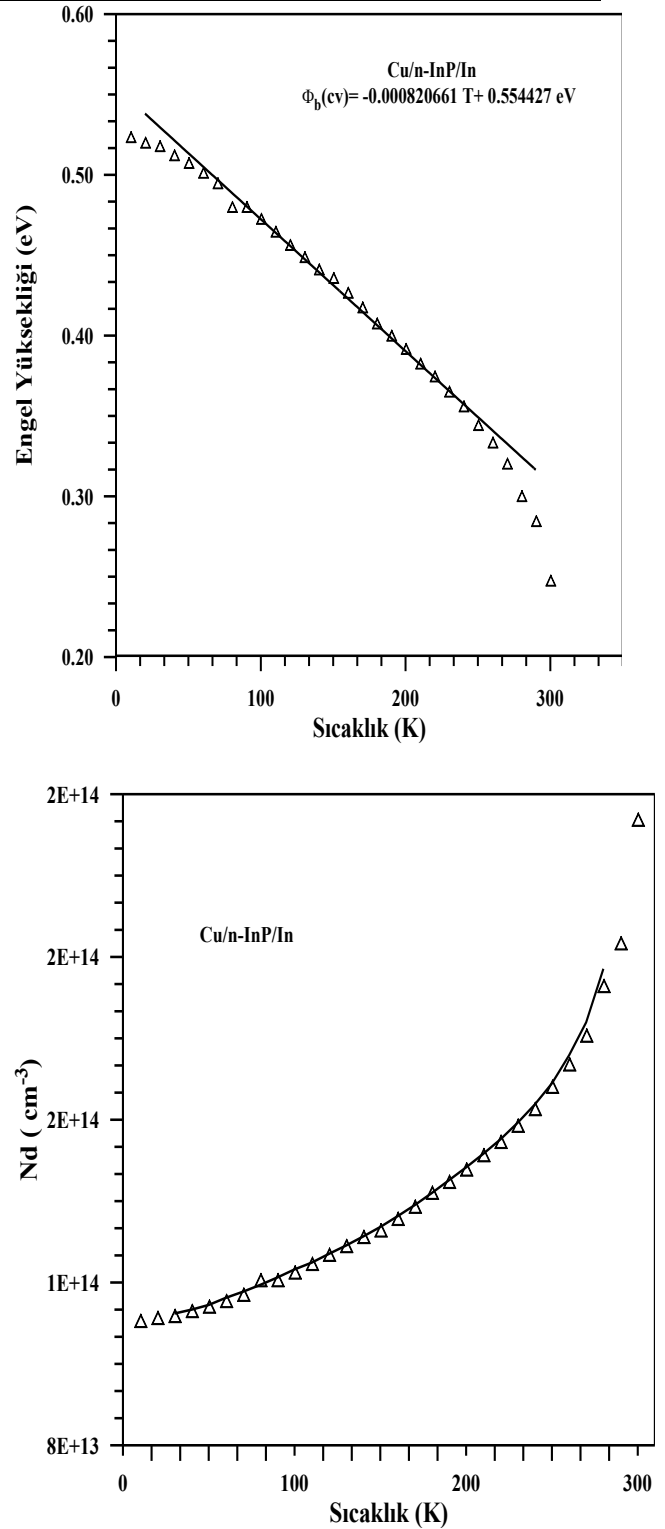 0.60
Cu/n-InP/In
Φb(cv)= -0.000820661 T+ 0.554427 eV
0.50
Engel Yüksekliği (eV)
0.40
0.30
0.20
0 100 200 300
Sıcaklık (K)
2E+14
Cu/n-InP/In
2E+14
Nd ( cm-3)
2E+14
1E+14
8E+13
0 100 200 300
Sıcaklık (K)